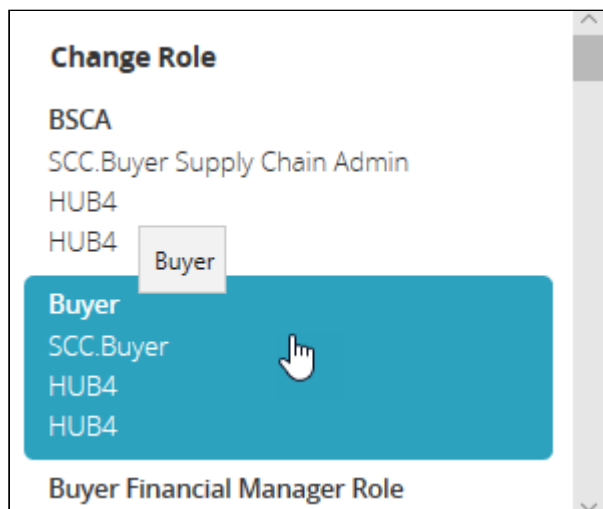 Change Role
BSCA
SCC.Buyer Supply Chain Admin
HUB4
HUB4
Buyer
Buyer
SCC.Buyer
HUB4
HUB4
Buyer Financial Manager Role